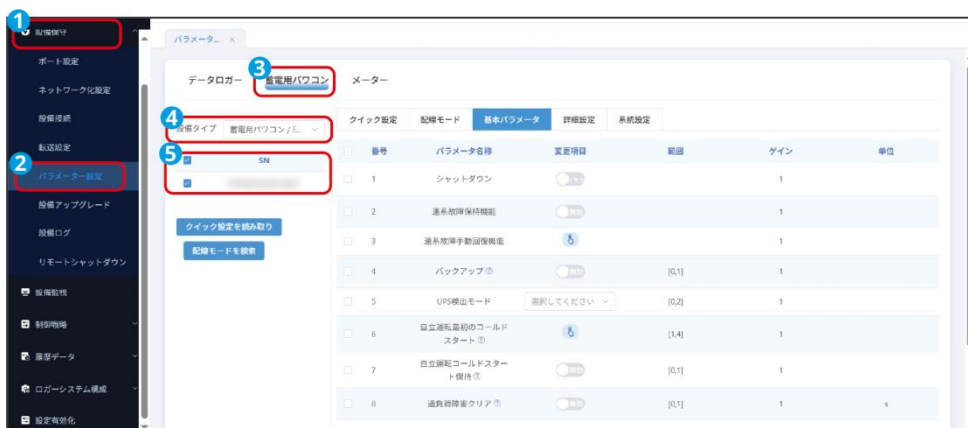 1
設備保守
ポート設定
ネットワーク化設定
設備接続
転送設定
2
パラメーター設定
設備アップグレード
設備ログ
リモートシャットダウン
設備監視
制御戦略
履歴データ
ロガーシステム構成
設定有効化
パラメータ... ×
データロガー
3
蓄電用パワコン
メーター
4
設備タイプ
蓄電用パワコン / E...
5
SN
クイック設定を読み取り
配線モードを検索
クイック設定 配線モード 基本パラメータ 詳細設定 系統設定
番号 パラメータ名称 変更項目 範囲 ゲイン 単位
1 シャットダウン 1
2 連系故障保持機能 無効 1
3 連系故障手動回復機能 1
4 バックアップ 無効 [0,1] 1
5 UPS検出モード 選択してください [0,2] 1
6 自立運転最初のコールド
スタート [1,4] 1
7 自立運転コールドスター
ト保持 無効 [0,1] 1
8 過負荷障害クリア 無効 [0,1] 1 s